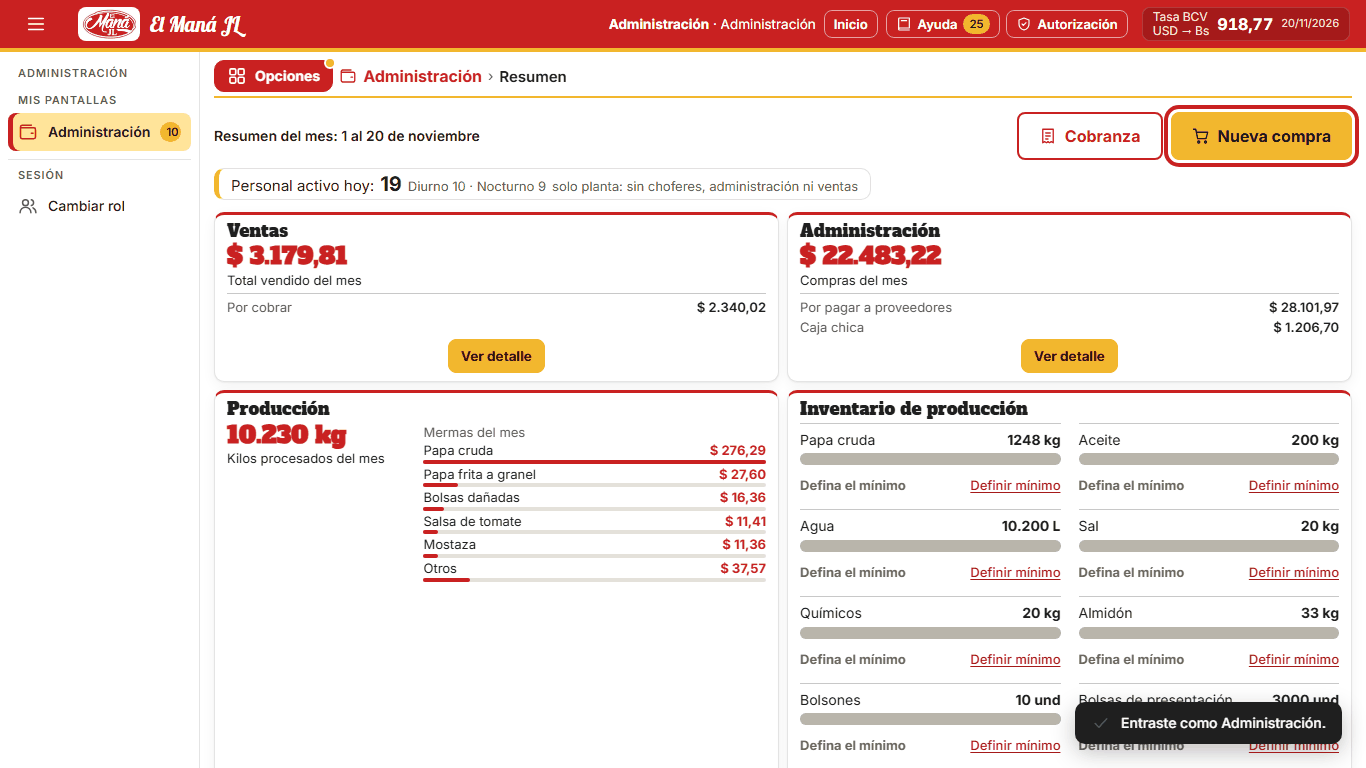 Maná
JL
El Maná JL
Administración · Administración
Inicio
Ayuda 25
Autorización
Tasa BCV
USD → Bs
918,77
20/11/2026
ADMINISTRACIÓN
MIS PANTALLAS
Administración 10
SESIÓN
Cambiar rol
Opciones
Administración › Resumen
Resumen del mes: 1 al 20 de noviembre
Cobranza
Nueva compra
Personal activo hoy: 19 Diurno 10 · Nocturno 9 solo planta: sin choferes, administración ni ventas
Ventas
$ 3.179,81
Total vendido del mes
Por cobrar $ 2.340,02
Ver detalle
Administración
$ 22.483,22
Compras del mes
Por pagar a proveedores $ 28.101,97
Caja chica $ 1.206,70
Ver detalle
Producción
10.230 kg
Kilos procesados del mes
Mermas del mes
Papa cruda $ 276,29
Papa frita a granel $ 27,60
Bolsas dañadas $ 16,36
Salsa de tomate $ 11,41
Mostaza $ 11,36
Otros $ 37,57
Inventario de producción
Papa cruda 1248 kg
Defina el mínimo Definir mínimo
Aceite 200 kg
Defina el mínimo Definir mínimo
Agua 10.200 L
Defina el mínimo Definir mínimo
Sal 20 kg
Defina el mínimo Definir mínimo
Químicos 20 kg
Defina el mínimo Definir mínimo
Almidón 33 kg
Defina el mínimo Definir mínimo
Bolsones 10 und
Defina el mínimo Definir mínimo
Bolsas de presentación 3000 und
Defina el mínimo Definir mínimo
Entraste como Administración.